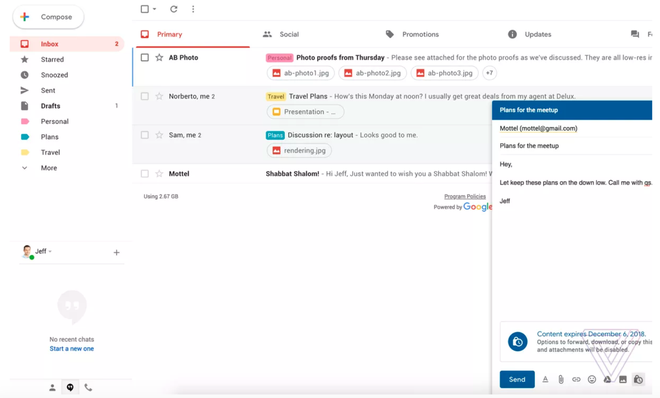 Compose
Inbox 2
Starred
Snoozed
Sent
Drafts 1
Personal
Plans
Travel
More
Jeff
No recent chats
Start a new one
Primary Social Promotions Updates
AB Photo Personal Photo proofs from Thursday - Please see attached for the photo proofs as we've discussed. They are all low-res in
ab-photo1.jpg ab-photo2.jpg ab-photo3.jpg +7
Norberto, me 2 Travel Travel Plans - How's this Monday at noon? I usually get great deals from my agent at Delux.
Presentation - ...
Sam, me 2 Plans Discussion re: layout - Looks good to me.
rendering.jpg
Mottel Shabbat Shalom! - Hi Jeff, Just wanted to wish you a Shabbat Shalom!
Using 2.67 GB
Program Policies
Powered by Google
Plans for the meetup
Mottel (mottel@gmail.com)
Plans for the meetup
Hey,
Let keep these plans on the down low. Call me with qs.
Jeff
Content expires December 6, 2018.
Options to forward, download, or copy this
and attachments will be disabled.
Send